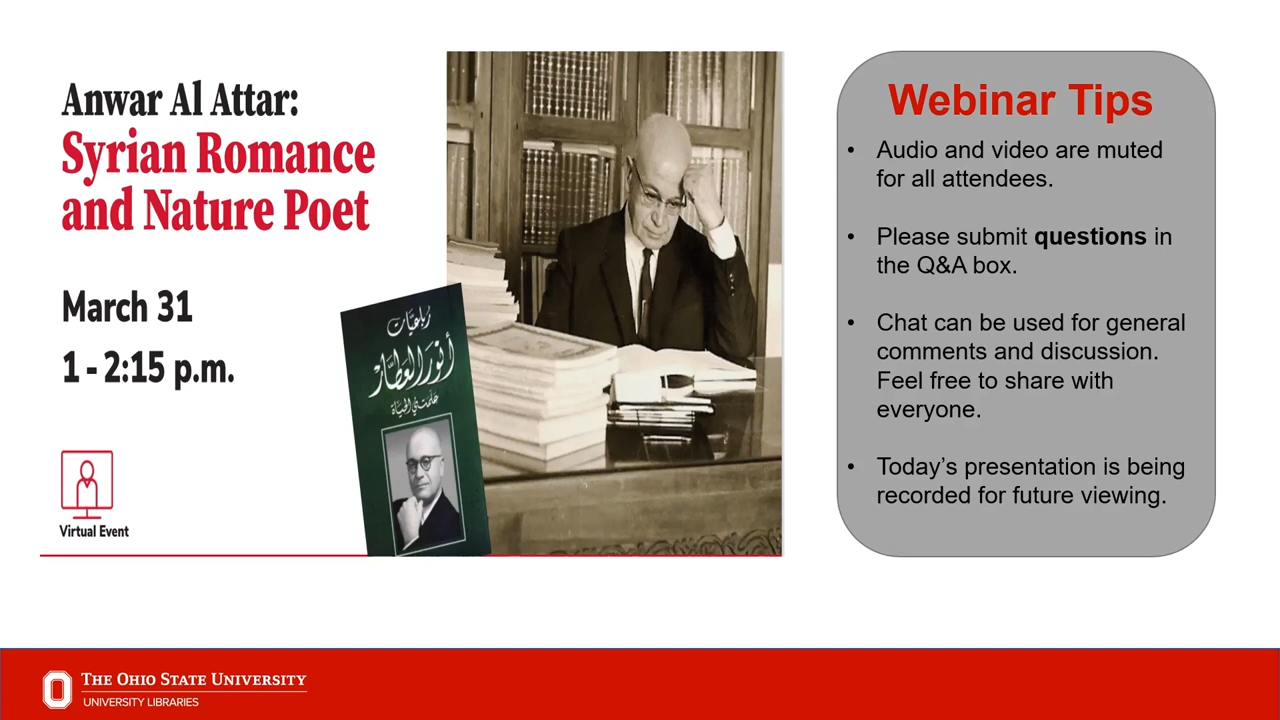 Anwar Al Attar:
Syrian Romance
and Nature Poet
March 31
1 - 2:15 p.m.
Virtual Event
رباعيات
أنور العطار
علمتني الحياة
Webinar Tips
• Audio and video are muted
for all attendees.
• Please submit questions in
the Q&A box.
• Chat can be used for general
comments and discussion.
Feel free to share with
everyone.
• Today’s presentation is being
recorded for future viewing.
THE OHIO STATE UNIVERSITY
UNIVERSITY LIBRARIES